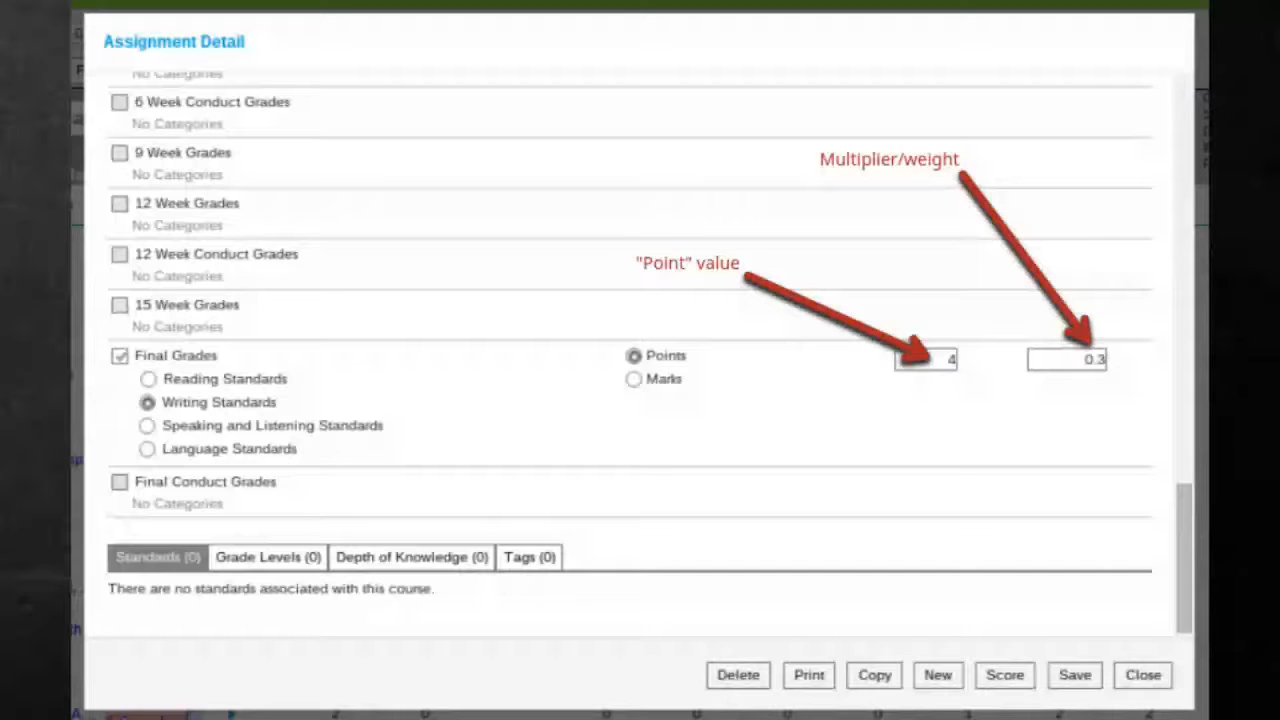 Assignment Detail
No Categories
6 Week Conduct Grades
No Categories
9 Week Grades
No Categories
Multiplier/weight
12 Week Grades
No Categories
12 Week Conduct Grades
No Categories
"Point" value
15 Week Grades
No Categories
Final Grades Points 4 0.3
Reading Standards Marks
Writing Standards
Speaking and Listening Standards
Language Standards
Final Conduct Grades
No Categories
Standards (0) Grade Levels (0) Depth of Knowledge (0) Tags (0)
There are no standards associated with this course.
Delete Print Copy New Score Save Close